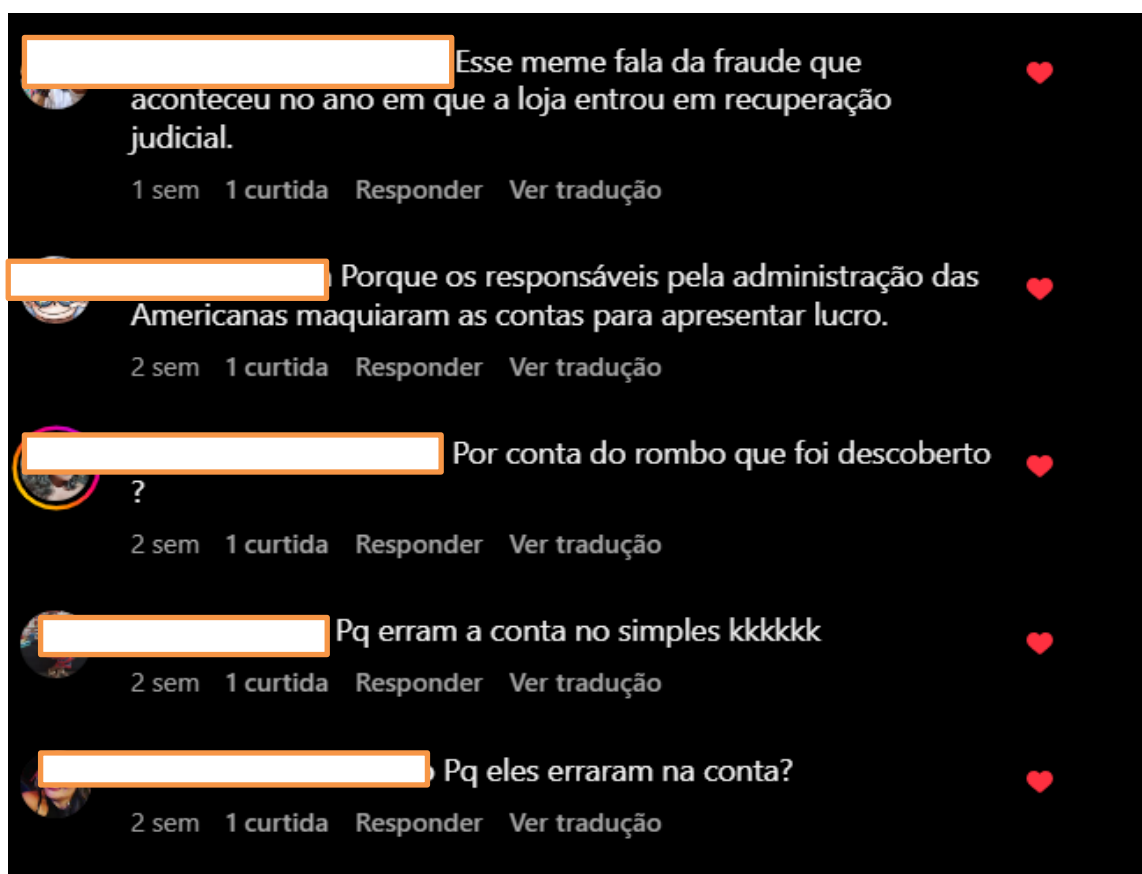 Esse meme fala da fraude que
aconteceu no ano em que a loja entrou em recuperação
judicial.
1 sem 1 curtida Responder Ver tradução
Porque os responsáveis pela administração das
Americanas maquiaram as contas para apresentar lucro.
2 sem 1 curtida Responder Ver tradução
Por conta do rombo que foi descoberto
?
2 sem 1 curtida Responder Ver tradução
Pq erram a conta no simples kkkkkk
2 sem 1 curtida Responder Ver tradução
Pq eles erraram na conta?
2 sem 1 curtida Responder Ver tradução